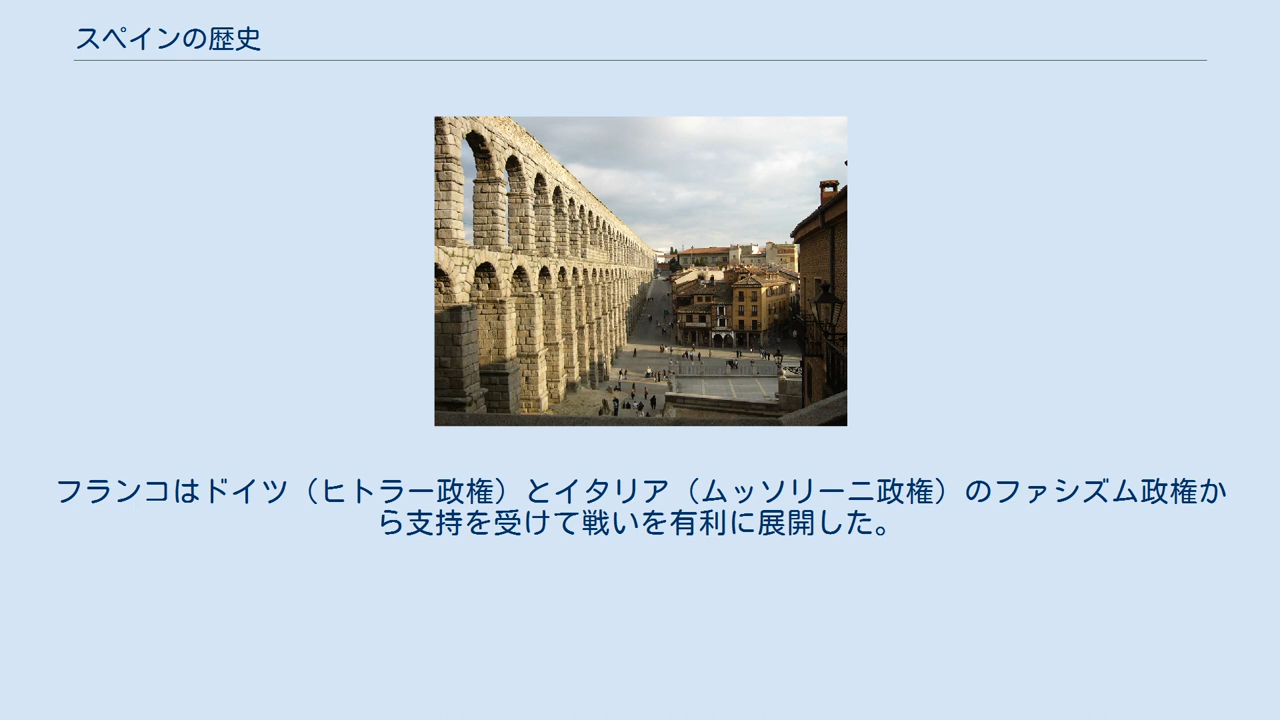 スペインの歴史
フランコはドイツ（ヒトラー政権）とイタリア（ムッソリーニ政権）のファシズム政権か
ら支持を受けて戦いを有利に展開した。